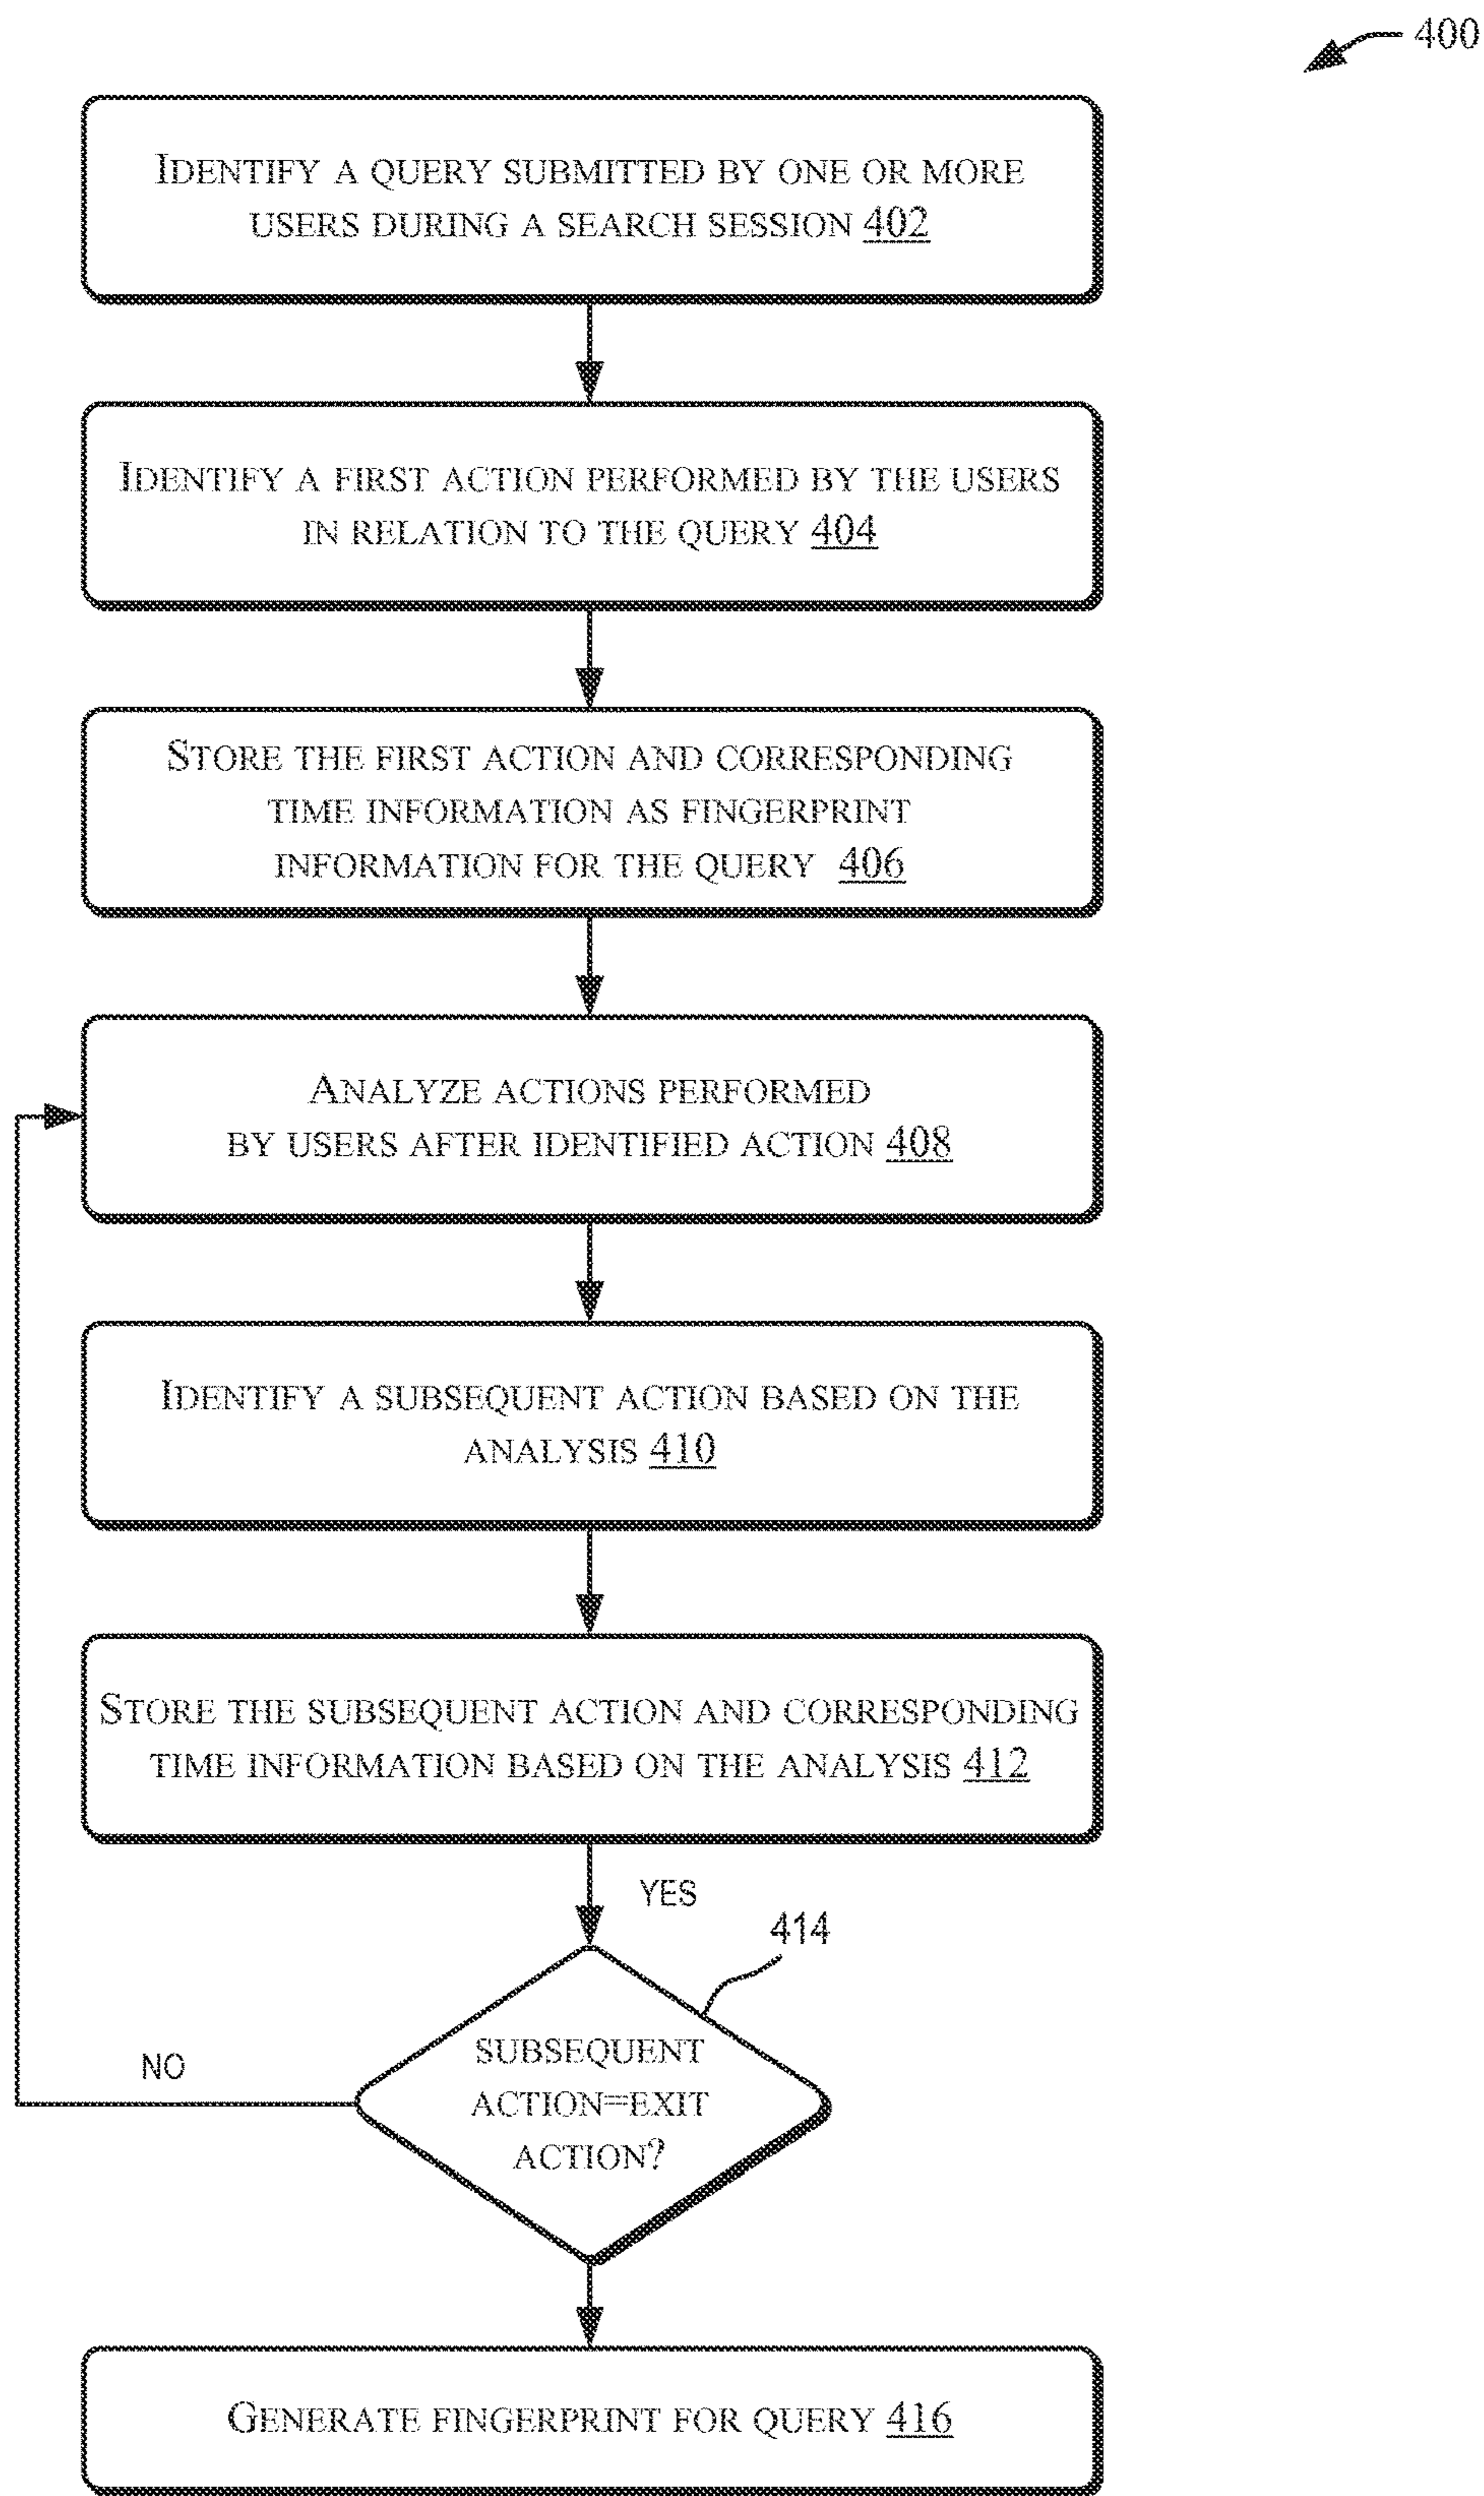 400
IDENTIFY A QUERY SUBMITTED BY ONE OR MORE
USERS DURING A SEARCH SESSION 402
IDENTIFY A FIRST ACTION PERFORMED BY THE USERS
IN RELATION TO THE QUERY 404
STORE THE FIRST ACTION AND CORRESPONDING
TIME INFORMATION AS FINGERPRINT
INFORMATION FOR THE QUERY 406
ANALYZE ACTIONS PERFORMED
BY USERS AFTER IDENTIFIED ACTION 408
IDENTIFY A SUBSEQUENT ACTION BASED ON THE
ANALYSIS 410
STORE THE SUBSEQUENT ACTION AND CORRESPONDING
TIME INFORMATION BASED ON THE ANALYSIS 412
YES
414
NO
SUBSEQUENT
ACTION=EXIT
ACTION?
GENERATE FINGERPRINT FOR QUERY 416